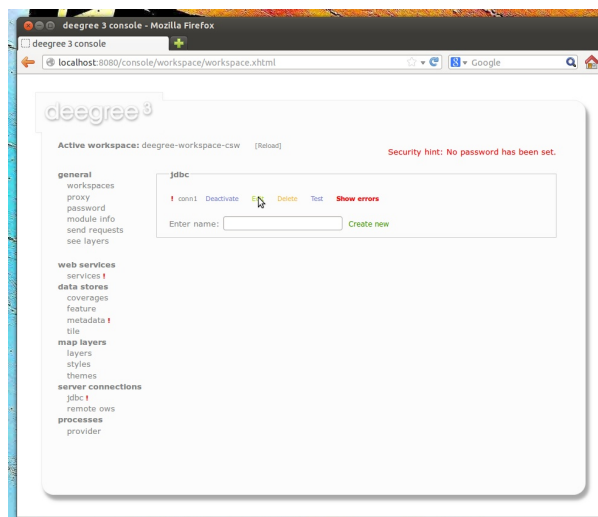 deegree 3 console - Mozilla Firefox
deegree 3 console
localhost:8080/console/workspace/workspace.xhtml
Google
deegree 3
Active workspace: deegree-workspace-csw [Reload]
Security hint: No password has been set.
general
workspaces
proxy
password
module info
send requests
see layers
web services
services !
data stores
coverages
feature
metadata !
tile
map layers
layers
styles
themes
server connections
jdbc !
remote ows
processes
provider
jdbc
! conn1 Deactivate Edit Delete Test Show errors
Enter name: Create new